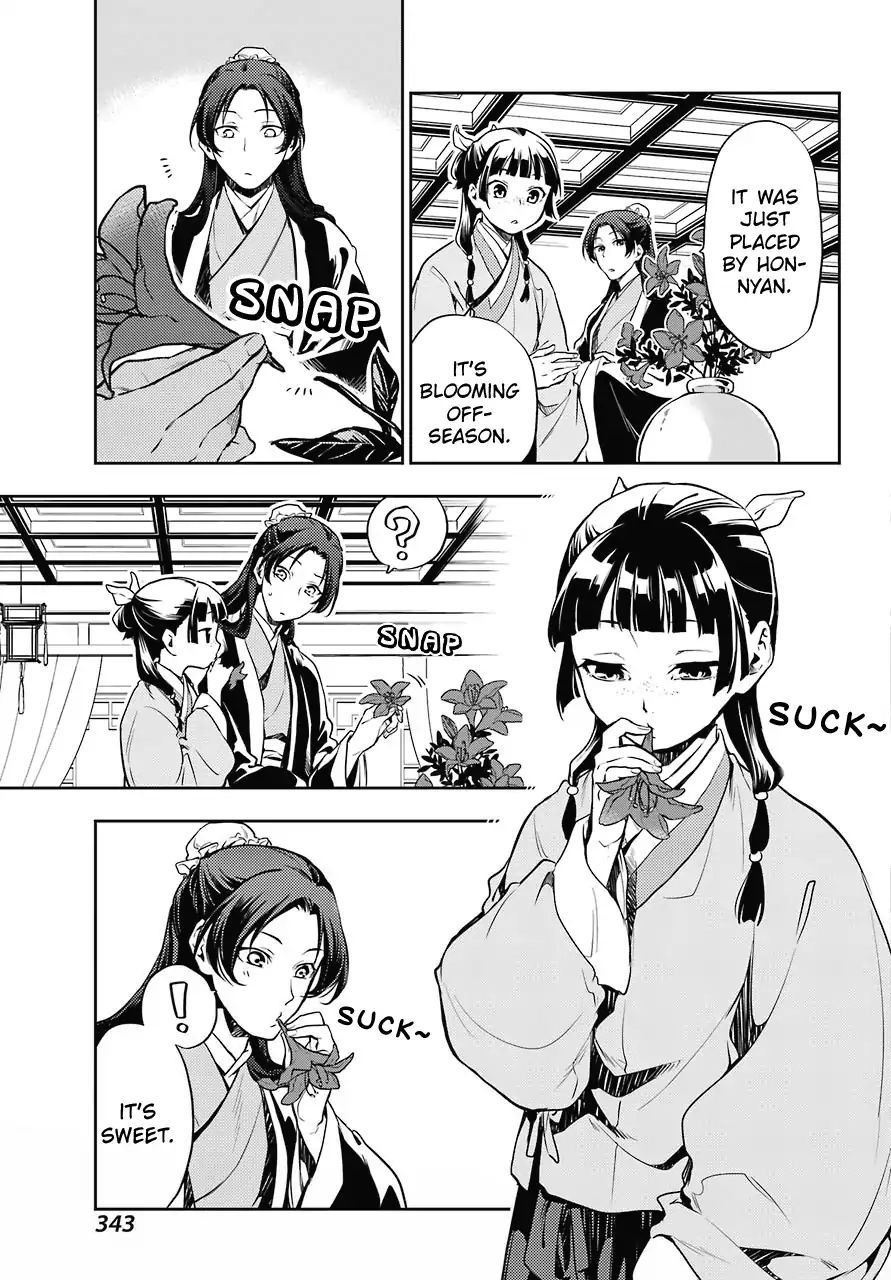 IT WAS
JUST
PLACED
BY HON-
NYAN.
IT'S
BLOOMING
OFF-
SEASON.
SNAP
?
SNAP
SUCK~
!
SUCK~
IT'S
SWEET.
343